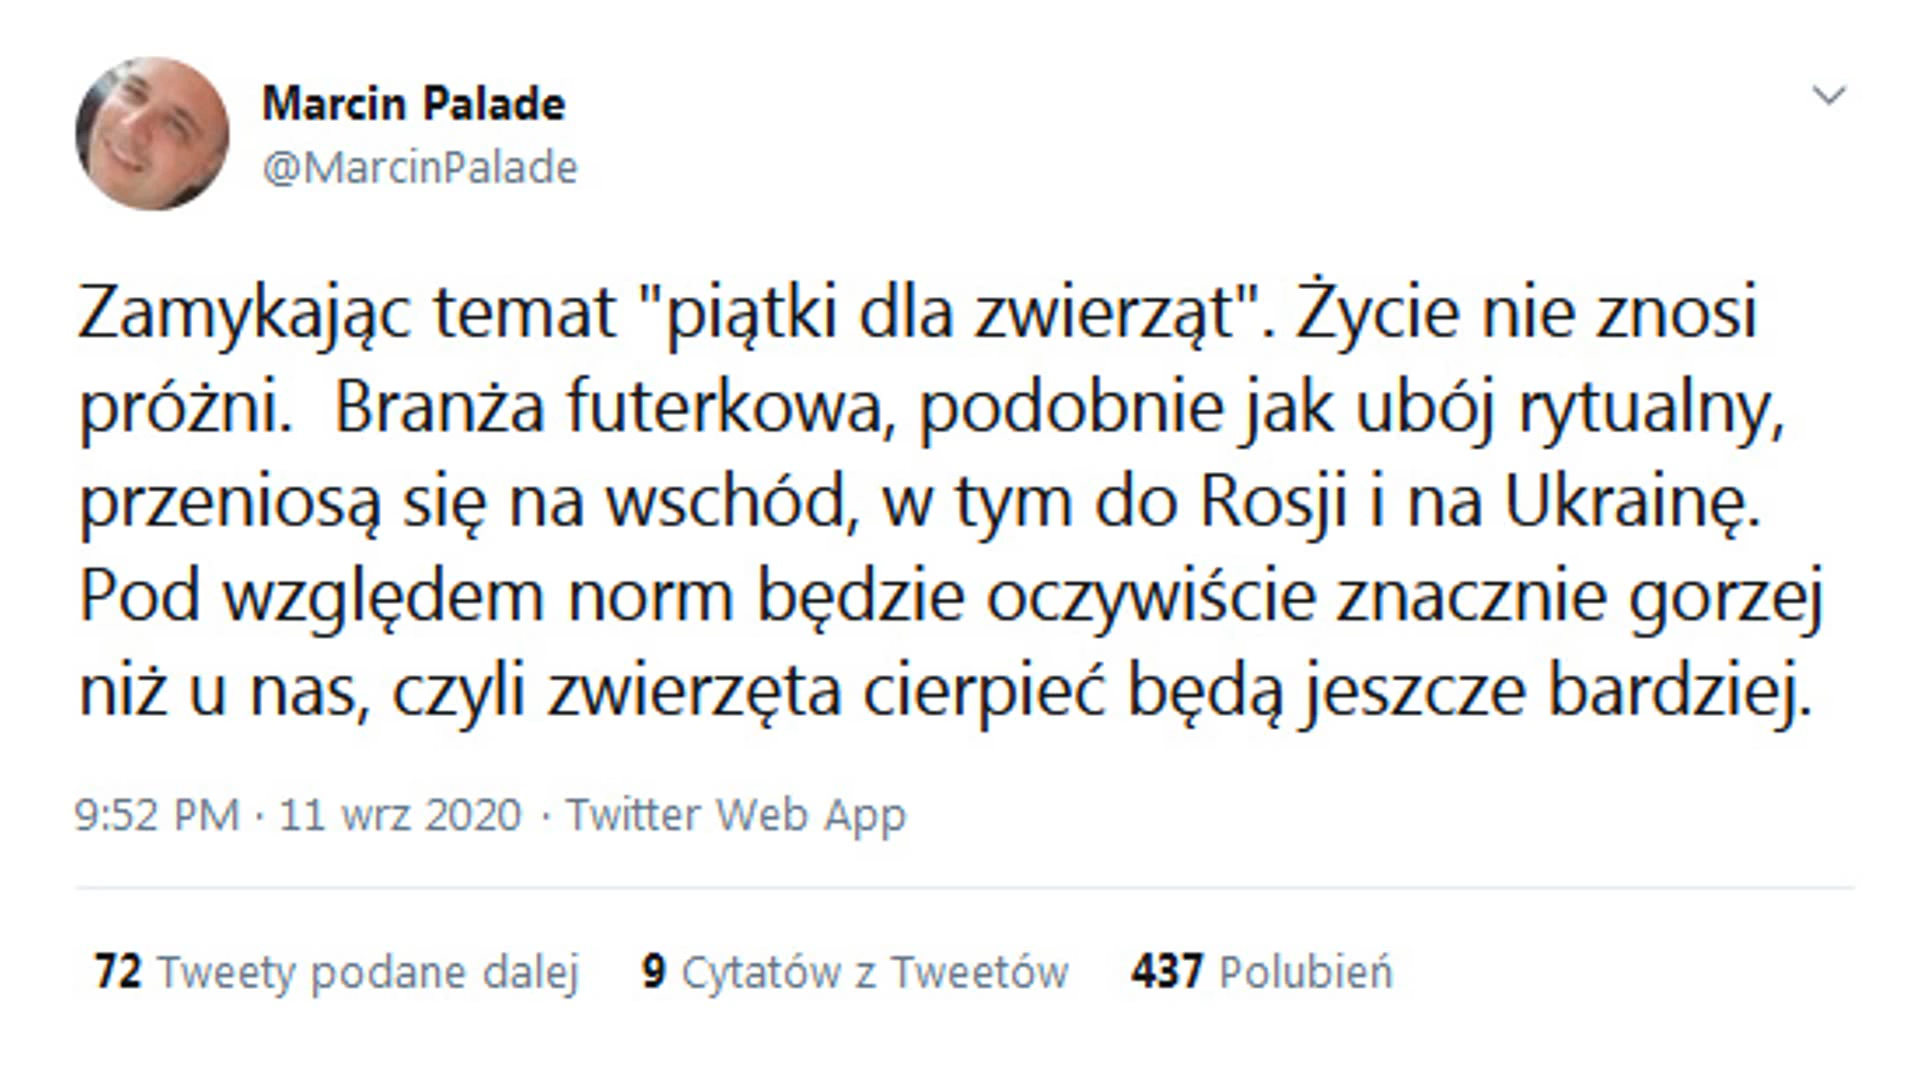 Marcin Palade
@MarcinPalade
Zamykając temat "piątki dla zwierząt". Życie nie znosi
próżni.  Branża futerkowa, podobnie jak ubój rytualny,
przeniosą się na wschód, w tym do Rosji i na Ukrainę.
Pod względem norm będzie oczywiście znacznie gorzej
niż u nas, czyli zwierzęta cierpieć będą jeszcze bardziej.
9:52 PM · 11 wrz 2020 · Twitter Web App
72 Tweety podane dalej 9 Cytatów z Tweetów 437 Polubień